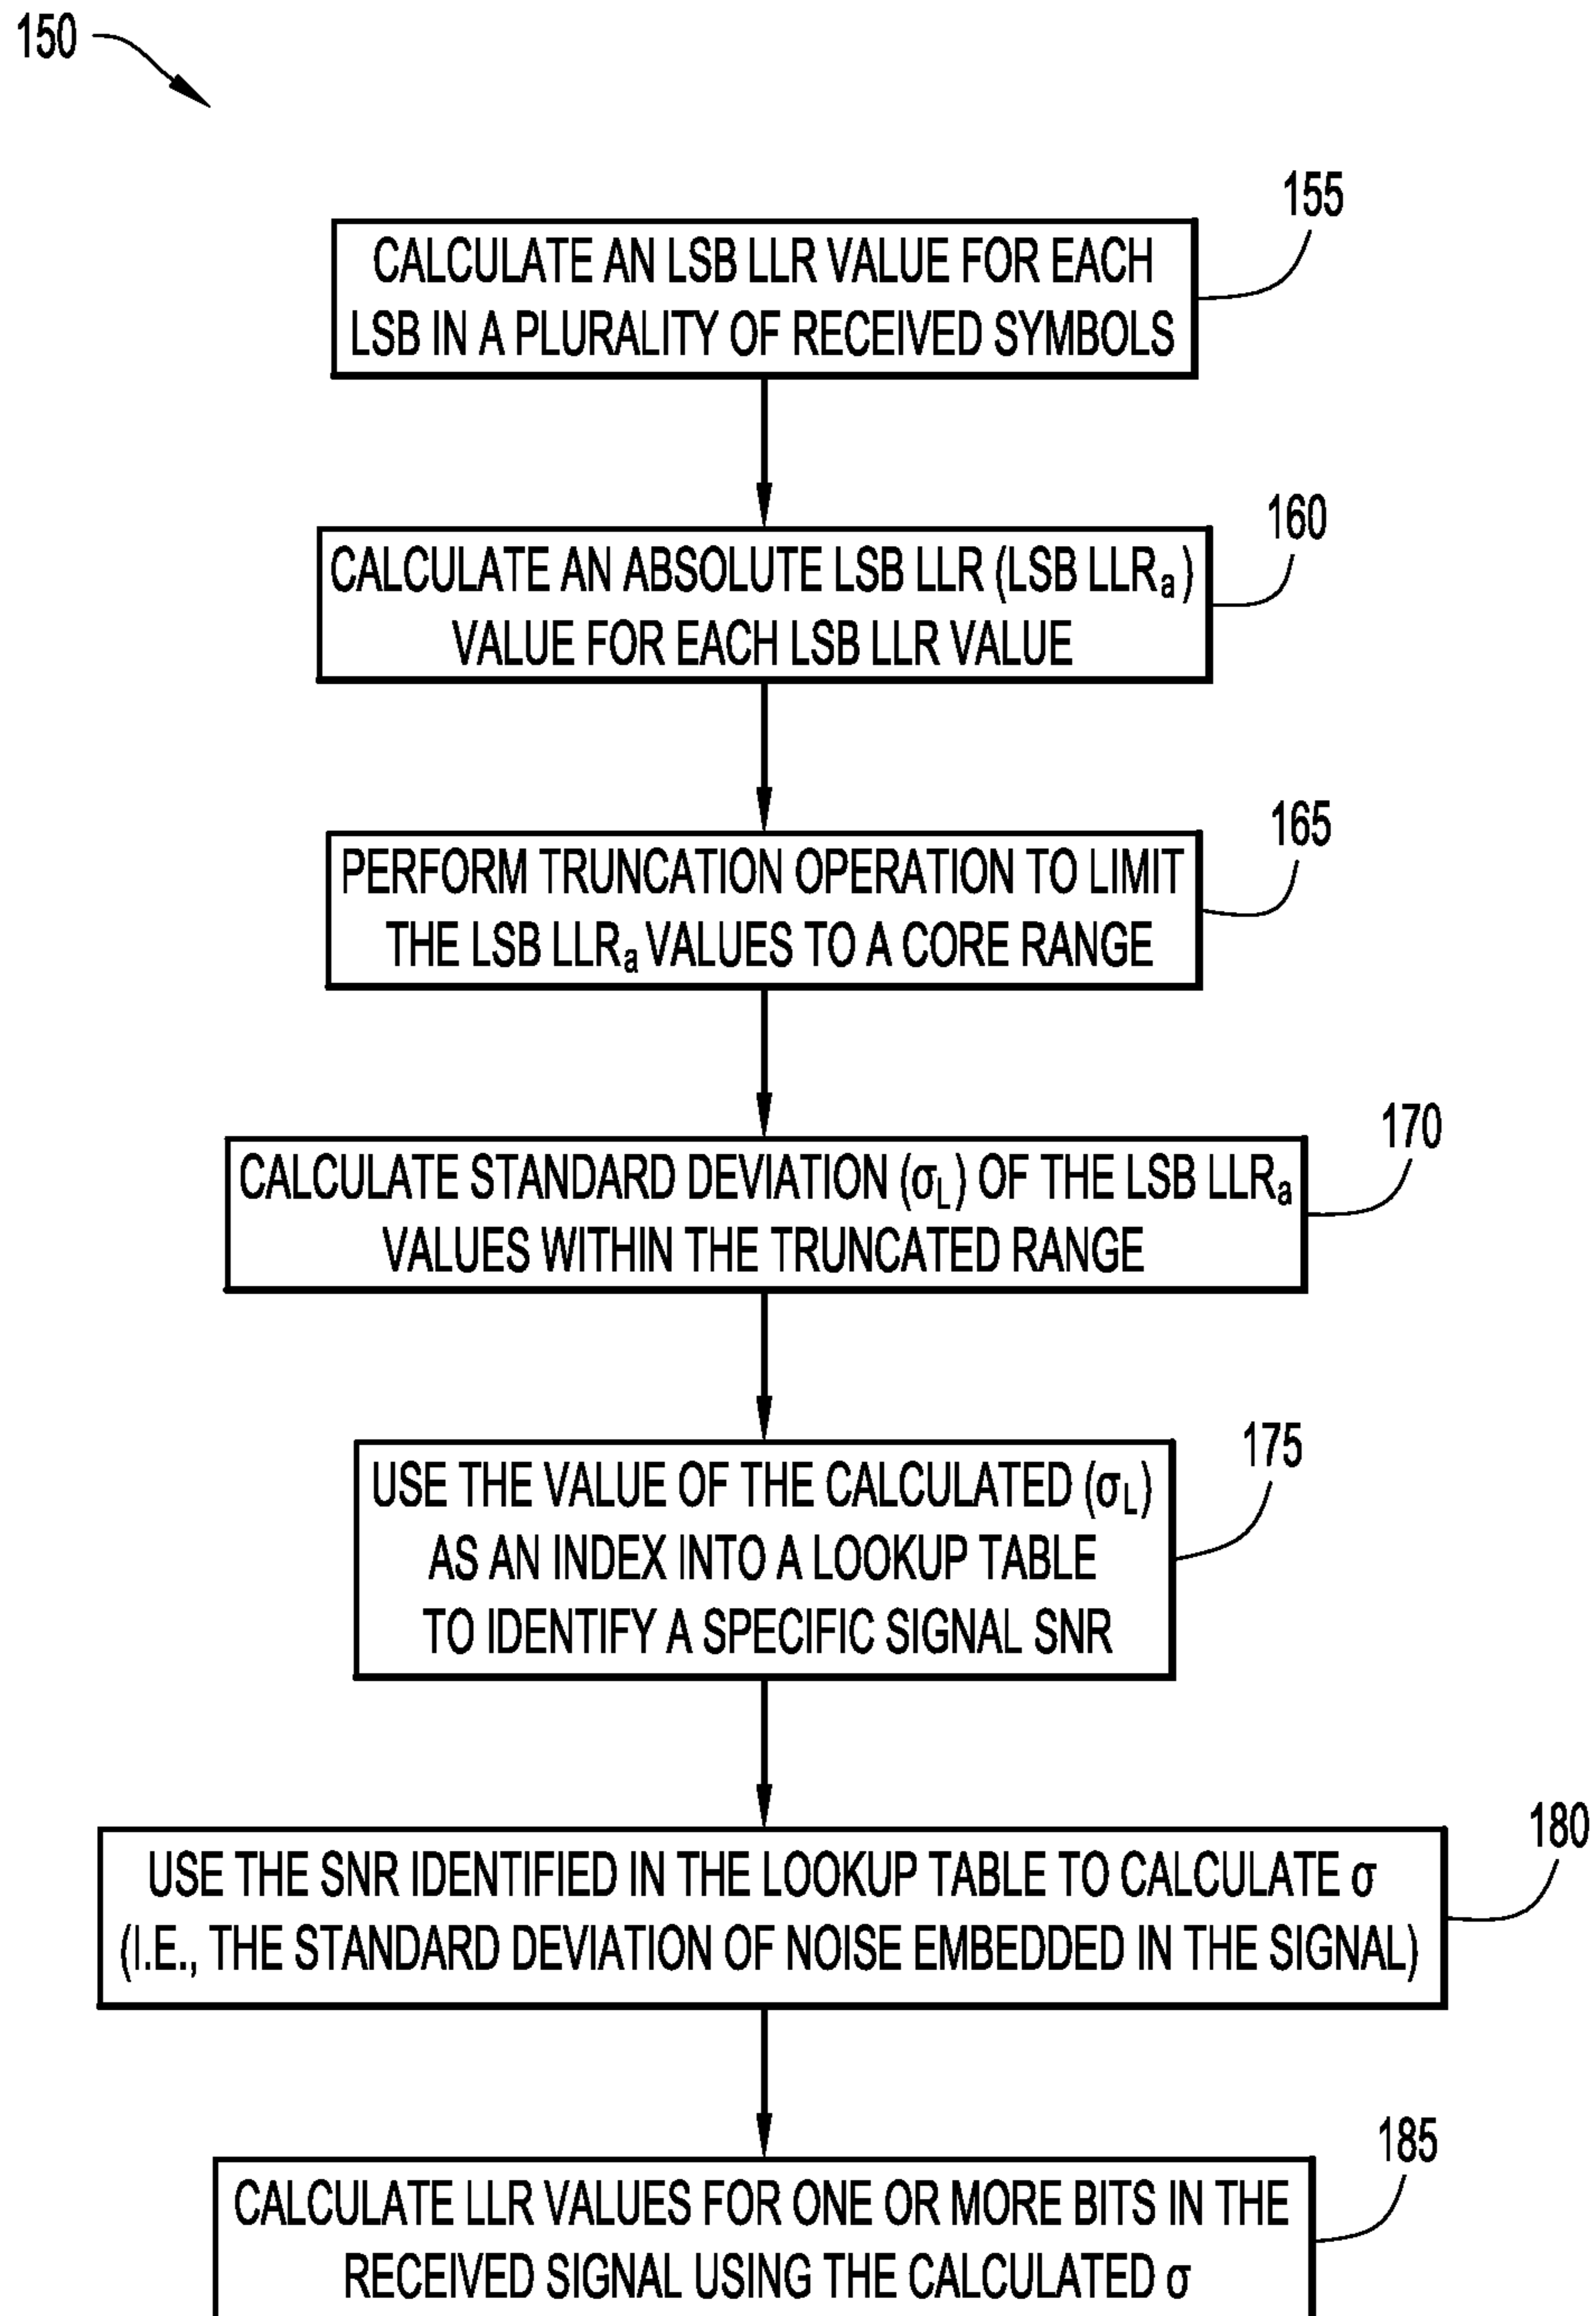 150
155
CALCULATE AN LSB LLR VALUE FOR EACH
LSB IN A PLURALITY OF RECEIVED SYMBOLS
160
CALCULATE AN ABSOLUTE LSB LLR (LSB LLRₐ)
VALUE FOR EACH LSB LLR VALUE
165
PERFORM TRUNCATION OPERATION TO LIMIT
THE LSB LLRₐ VALUES TO A CORE RANGE
170
CALCULATE STANDARD DEVIATION (σL) OF THE LSB LLRₐ
VALUES WITHIN THE TRUNCATED RANGE
175
USE THE VALUE OF THE CALCULATED (σL)
AS AN INDEX INTO A LOOKUP TABLE
TO IDENTIFY A SPECIFIC SIGNAL SNR
180
USE THE SNR IDENTIFIED IN THE LOOKUP TABLE TO CALCULATE σ
(I.E., THE STANDARD DEVIATION OF NOISE EMBEDDED IN THE SIGNAL)
185
CALCULATE LLR VALUES FOR ONE OR MORE BITS IN THE
RECEIVED SIGNAL USING THE CALCULATED σ